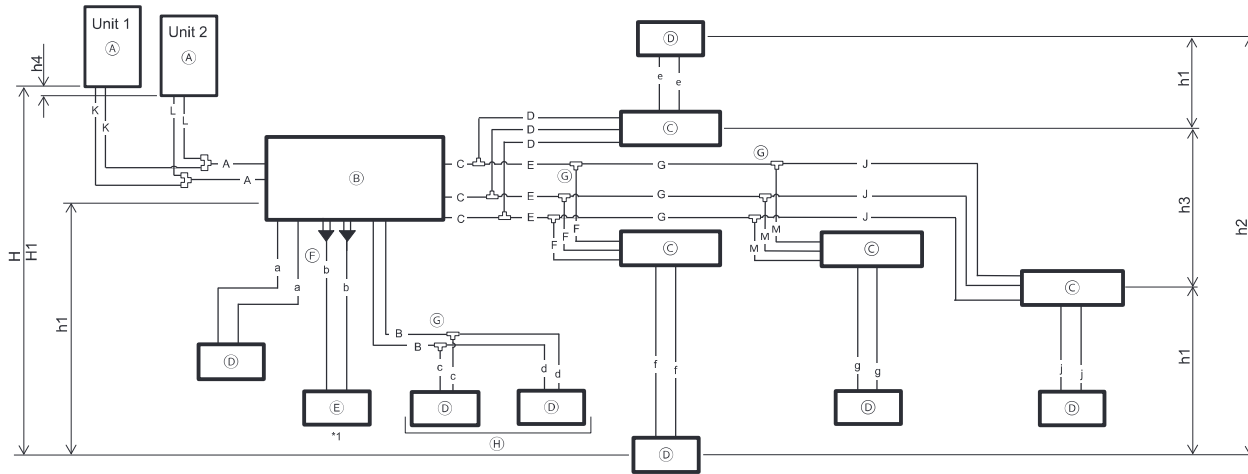 Unit 1
Ⓐ
Unit 2
Ⓐ
h4
K
K
L
L
A
A
H
H1
h1
Ⓑ
C
C
C
D
D
D
E
E
E
Ⓓ
e e
Ⓒ
Ⓖ
G
G
G
Ⓖ
J
J
J
F
F
F
M
M
M
Ⓒ
Ⓒ
Ⓒ
h1
h3
h1
h2
a
a
Ⓕ
b b
Ⓓ
Ⓔ
*1
Ⓖ
B
B
c c
d d
Ⓓ
Ⓓ
Ⓗ
f f
Ⓓ
g g
Ⓓ
j j
Ⓓ